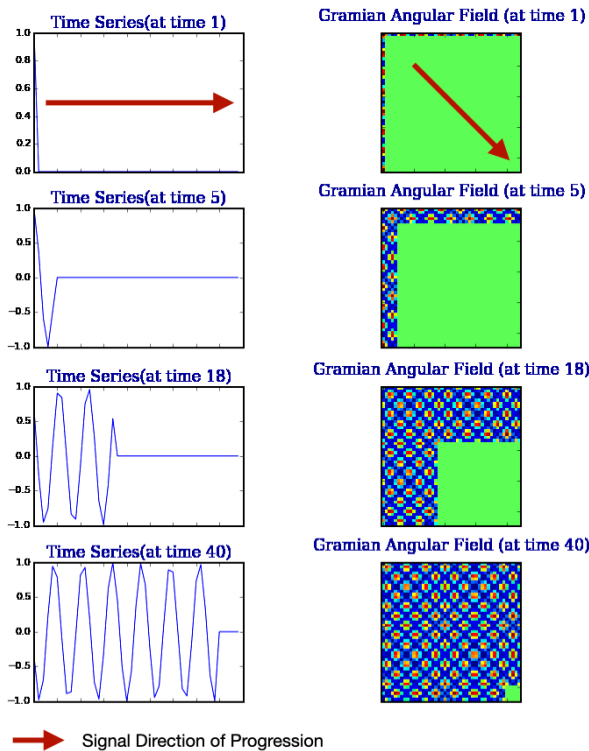 Time Series(at time 1)
Gramian Angular Field (at time 1)
1.0
0.8
0.6
0.4
0.2
0.0
Time Series(at time 5)
Gramian Angular Field (at time 5)
1.0
0.5
0.0
−0.5
−1.0
Time Series(at time 18)
Gramian Angular Field (at time 18)
1.0
0.5
0.0
−0.5
−1.0
Time Series(at time 40)
Gramian Angular Field (at time 40)
1.0
0.5
0.0
−0.5
−1.0
Signal Direction of Progression